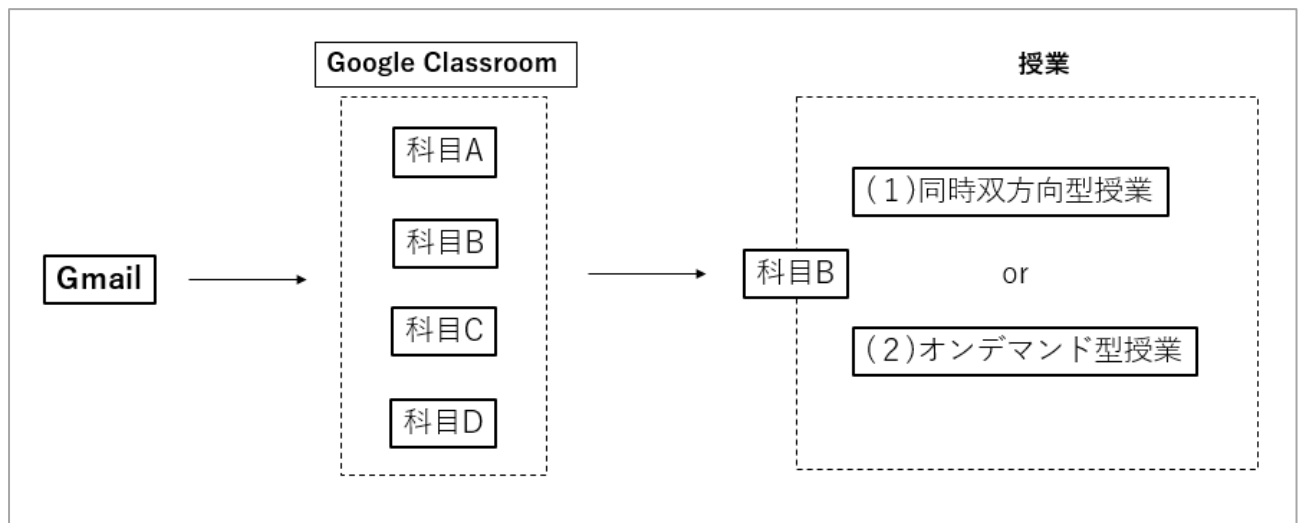 Google Classroom
授業
科目A
科目B
科目C
科目D
Gmail
科目B
(1)同時双方向型授業
or
(2)オンデマンド型授業